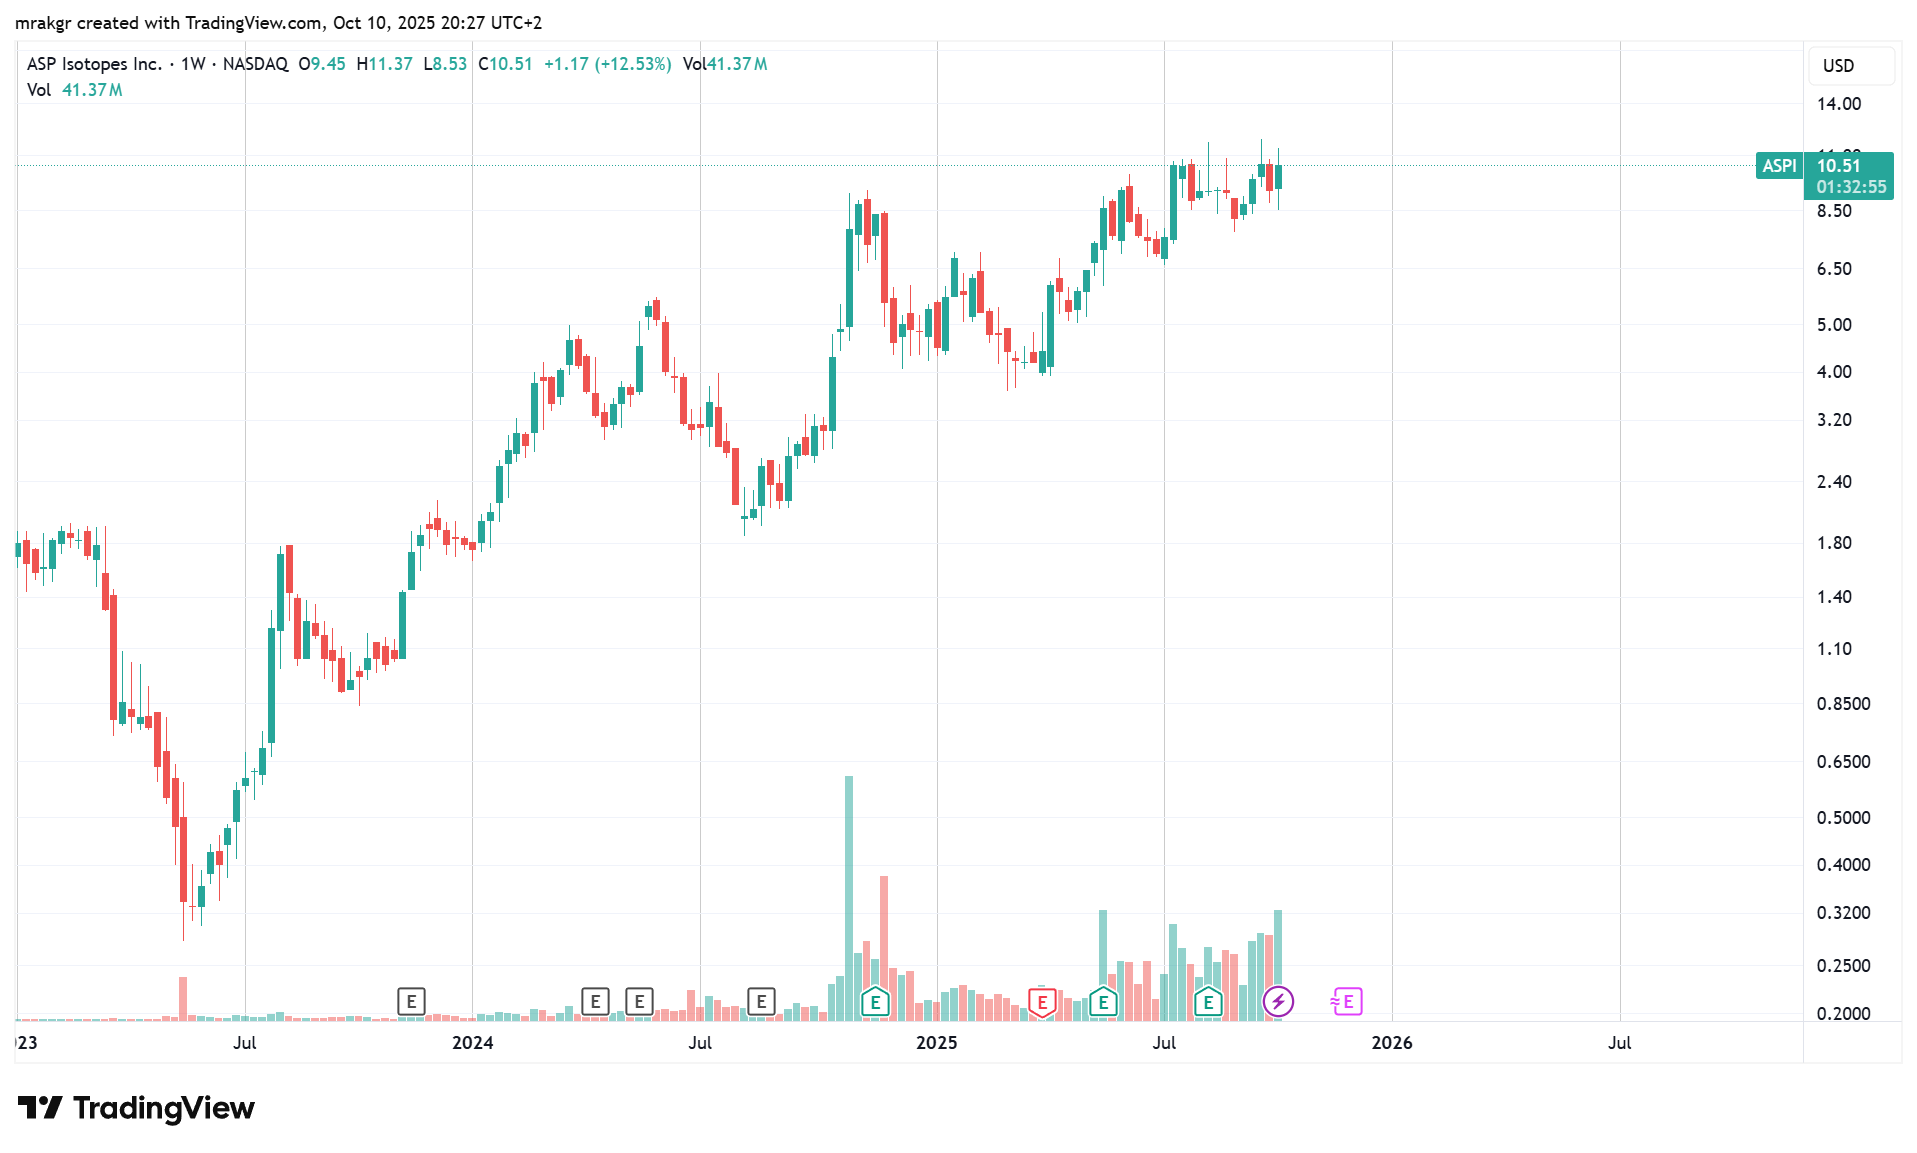 mrakgr created with TradingView.com, Oct 10, 2025 20:27 UTC+2
ASP Isotopes Inc. · 1W · NASDAQ O9.45 H11.37 L8.53 C10.51 +1.17 (+12.53%) Vol41.37M
Vol 41.37M
USD
14.00
ASPI 10.51
01:32:55
8.50
6.50
5.00
4.00
3.20
2.40
1.80
1.40
1.10
0.8500
0.6500
0.5000
0.4000
0.3200
0.2500
0.2000
E E E E E E E E E
Jul 2024 Jul 2025 Jul 2026 Jul
TradingView